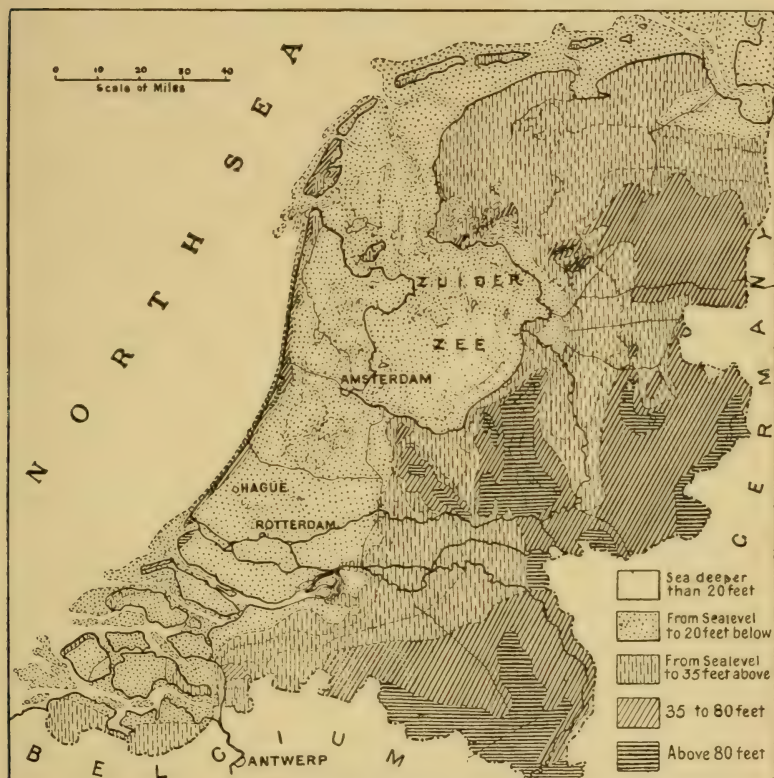 0 10 20 30 40
Scale of Miles
NORTH SEA
ZUIDER
ZEE
AMSTERDAM
HAGUE
ROTTERDAM
GERMANY
BELGIUM
ANTWERP
Sea deeper
than 20 feet
From Sealevel
to 20 feet below
From Sealevel
to 35 feet above
35 to 80 feet
Above 80 feet